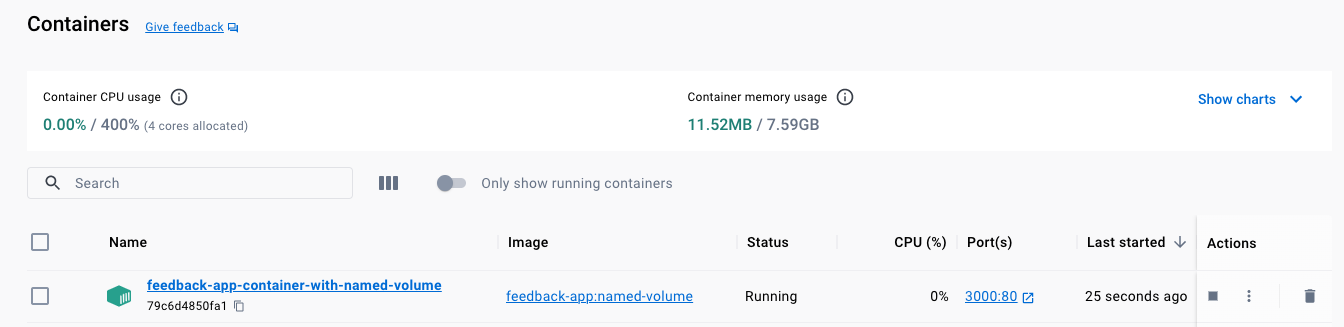 Containers Give feedback
Container CPU usage
0.00% / 400% (4 cores allocated)
Container memory usage
11.52MB / 7.59GB
Show charts
Search
Only show running containers
Name Image Status CPU (%) Port(s) Last started Actions
feedback-app-container-with-named-volume
79c6d4850fa1
feedback-app:named-volume Running 0% 3000:80 25 seconds ago